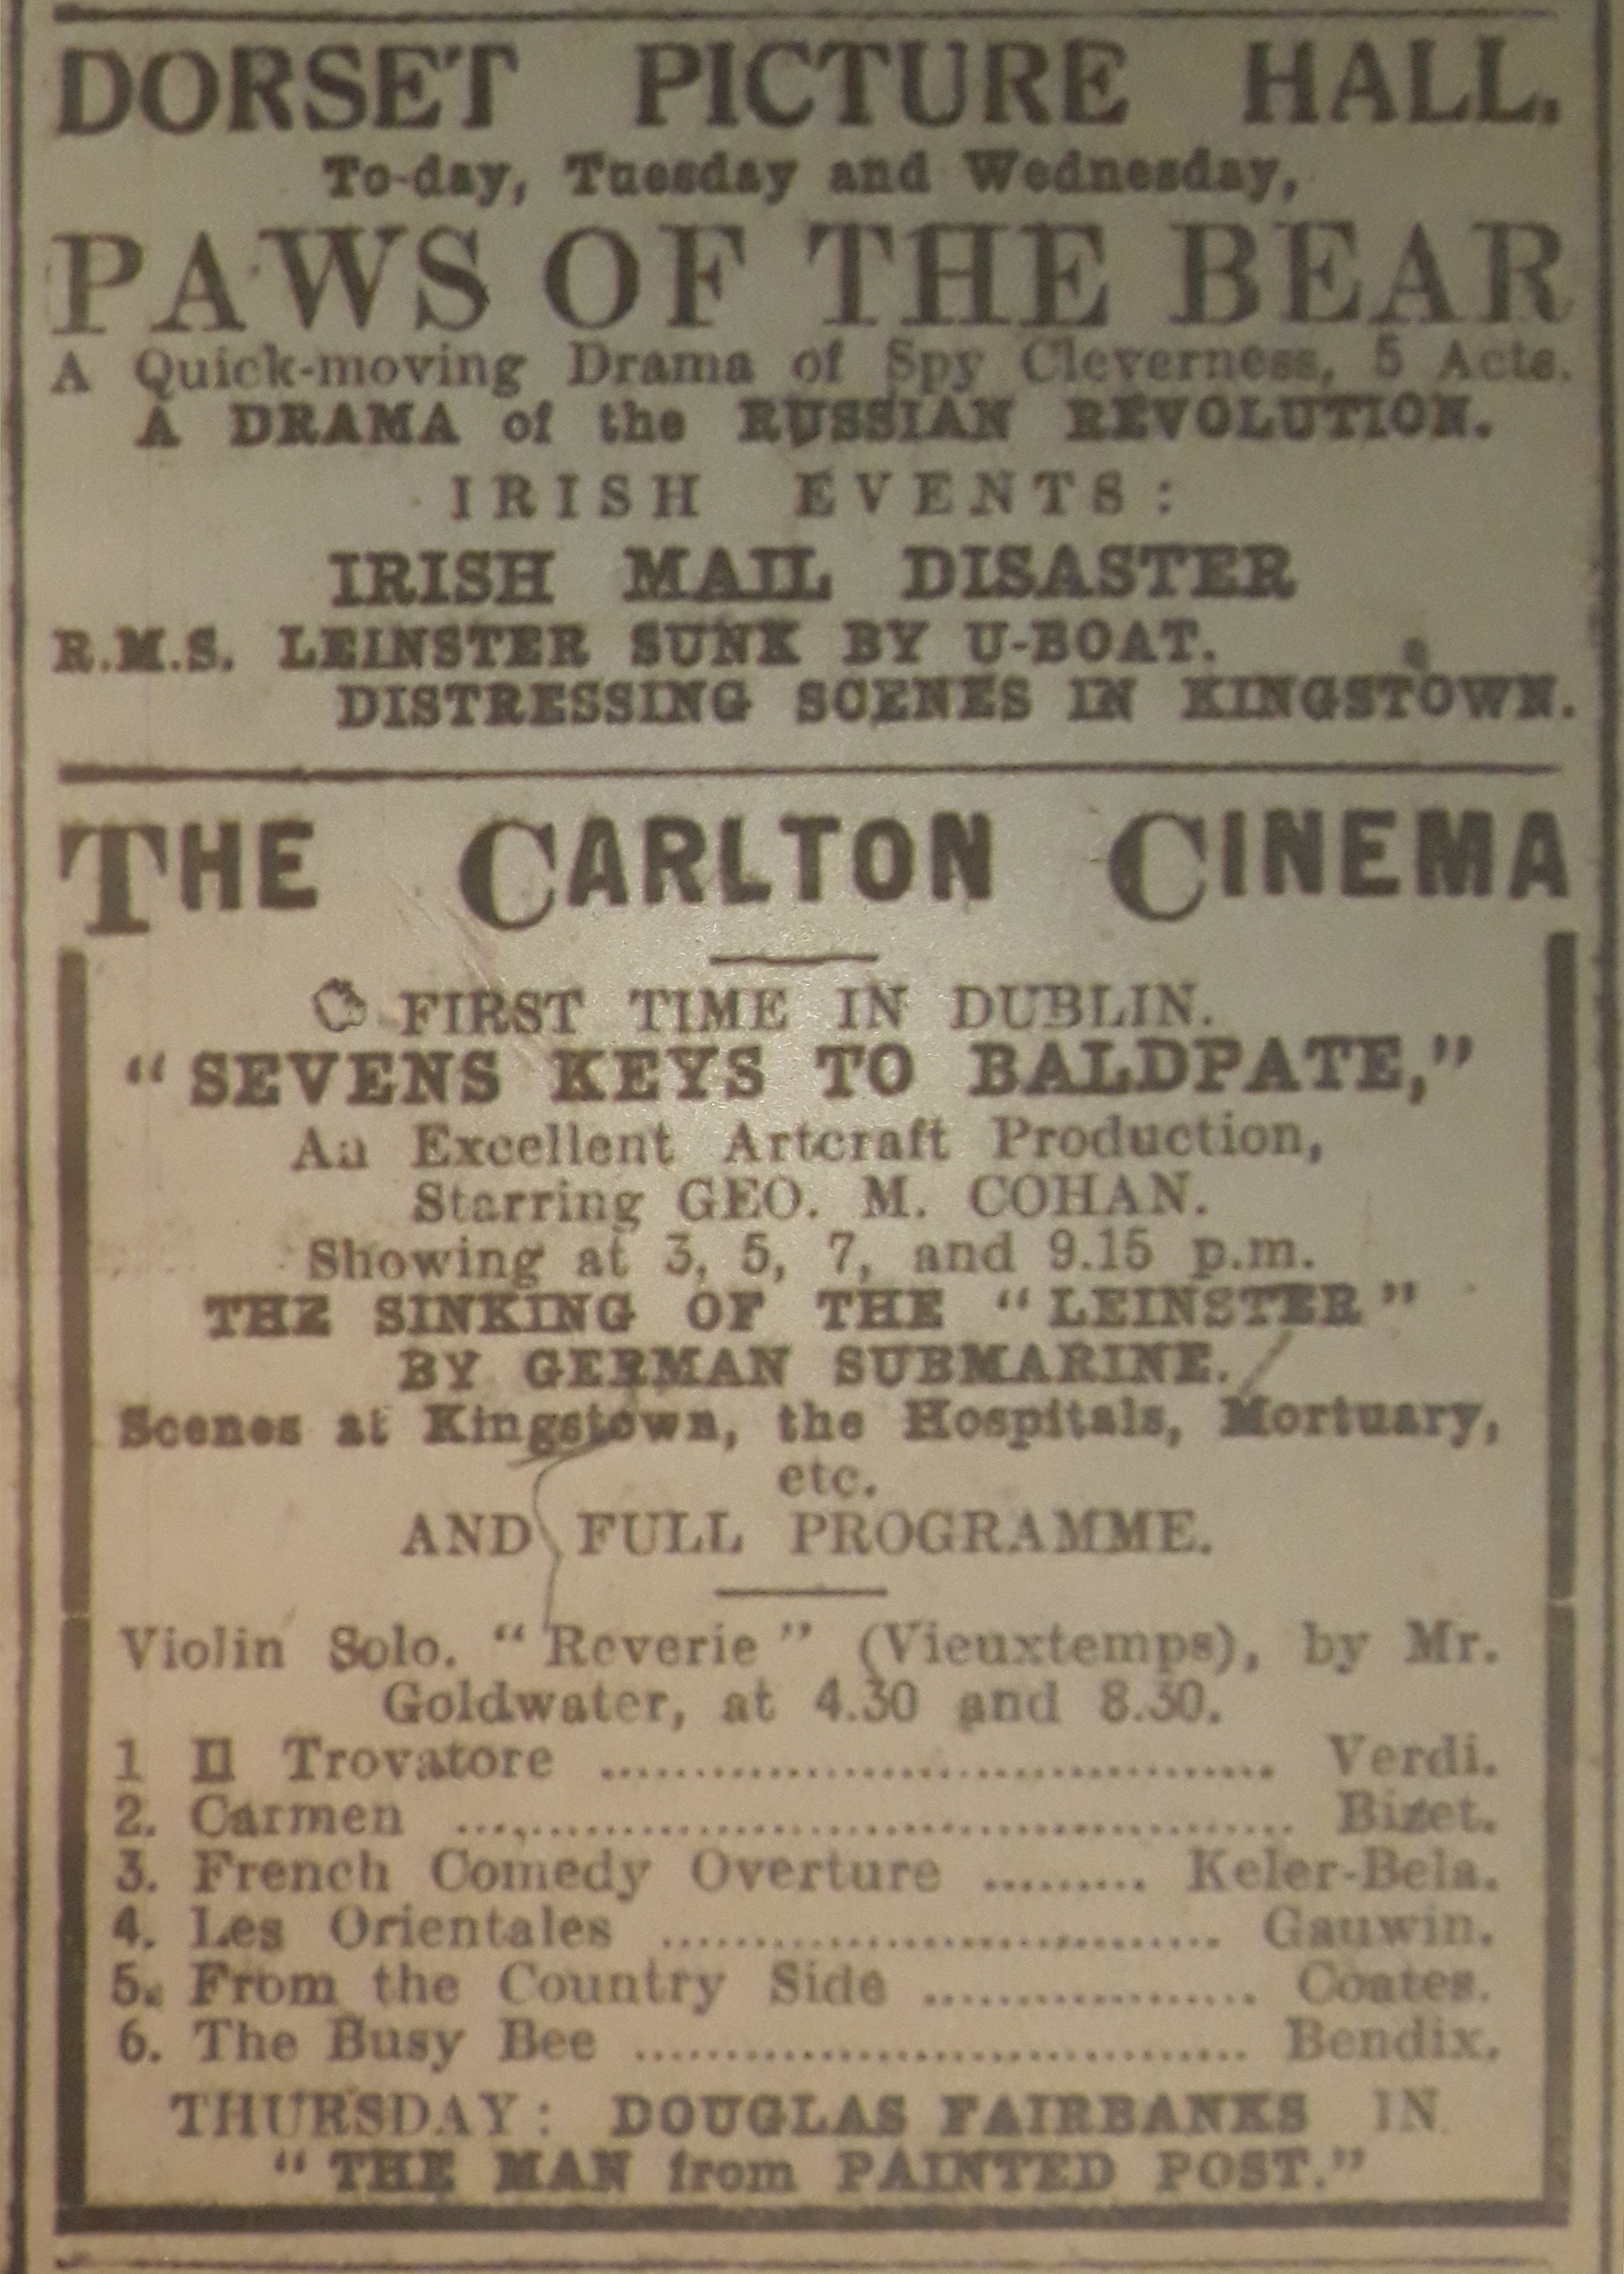 DORSET PICTURE HALL.
To-day, Tuesday and Wednesday,
PAWS OF THE BEAR
A Quick-moving Drama of Spy Cleverness, 5 Acts.
A DRAMA of the RUSSIAN REVOLUTION.
IRISH EVENTS:
IRISH MAIL DISASTER
R.M.S. LEINSTER SUNK BY U-BOAT.
DISTRESSING SCENES IN KINGSTOWN.
THE CARLTON CINEMA
FIRST TIME IN DUBLIN.
"SEVENS KEYS TO BALDPATE,"
An Excellent Artcraft Production,
Starring GEO. M. COHAN.
Showing at 3, 5, 7, and 9.15 p.m.
THE SINKING OF THE "LEINSTER"
BY GERMAN SUBMARINE.
Scenes at Kingstown, the Hospitals, Mortuary,
etc.
AND FULL PROGRAMME.
Violin Solo. "Reverie" (Vieuxtemps), by Mr.
Goldwater, at 4.30 and 8.30.
1 Il Trovatore ........................................ Verdi.
2. Carmen ................................................ Bizet.
3. French Comedy Overture ......... Keler-Bela.
4. Les Orientales ................................ Gauwin.
5. From the Country Side ................... Coates.
6. The Busy Bee .................................... Bendix.
THURSDAY: DOUGLAS FAIRBANKS IN
"THE MAN from PAINTED POST."